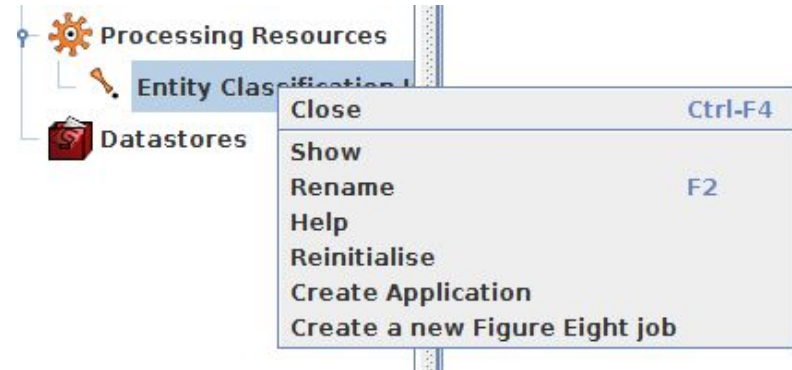 Processing Resources
Entity Classification
Close Ctrl-F4
Datastores
Show
Rename F2
Help
Reinitialise
Create Application
Create a new Figure Eight job